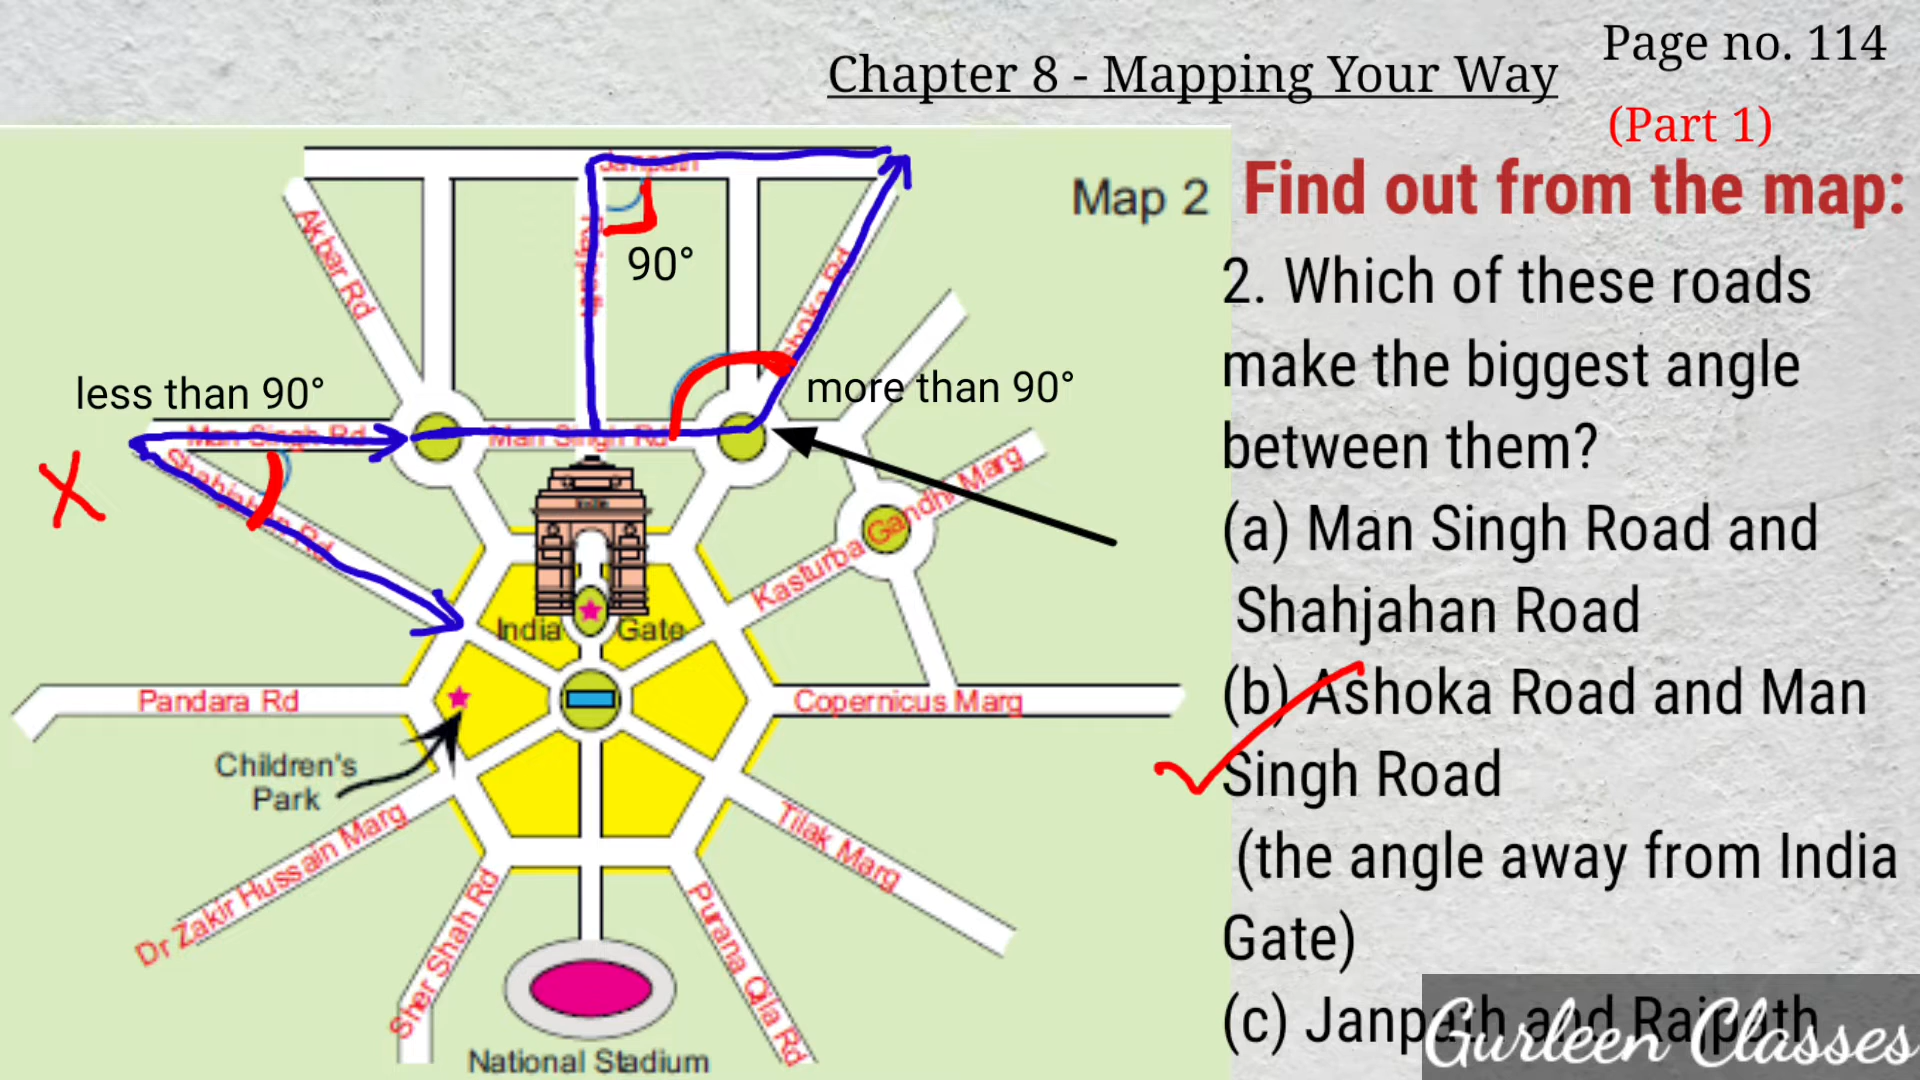 Page no. 114
Chapter 8 - Mapping Your Way
(Part 1)
Janpath
Map 2
Find out from the map:
Akbar Rd
Rajpath
90°
Ashoka Rd
2. Which of these roads
make the biggest angle
between them?
less than 90°
more than 90°
Man Singh Rd
Man Singh Rd
X
Shahjahan Rd
Kasturba Gandhi Marg
(a) Man Singh Road and
Shahjahan Road
India Gate
Pandara Rd
Copernicus Marg
(b) Ashoka Road and Man
Singh Road
Children's
Park
Dr Zakir Hussain Marg
Tilak Marg
(the angle away from India
Gate)
Sher Shah Rd
Purana Qila Rd
National Stadium
(c) Janpath and Rajpath
Gurleen Classes